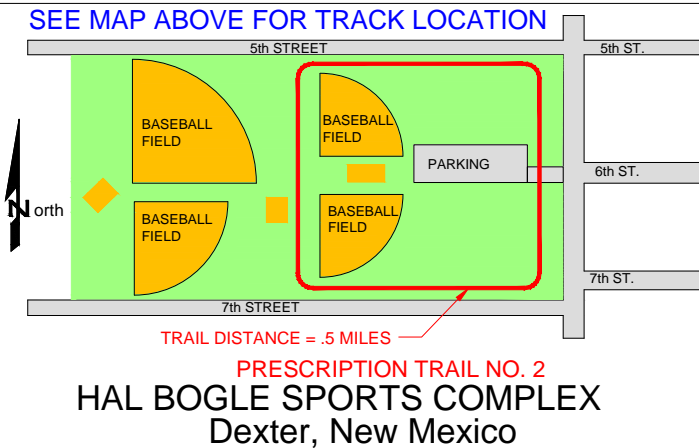 SEE MAP ABOVE FOR TRACK LOCATION
5th STREET
5th ST.
BASEBALL
FIELD
BASEBALL
FIELD
PARKING
6th ST.
North
BASEBALL
FIELD
BASEBALL
FIELD
7th ST.
7th STREET
TRAIL DISTANCE = .5 MILES
PRESCRIPTION TRAIL NO. 2
HAL BOGLE SPORTS COMPLEX
Dexter, New Mexico